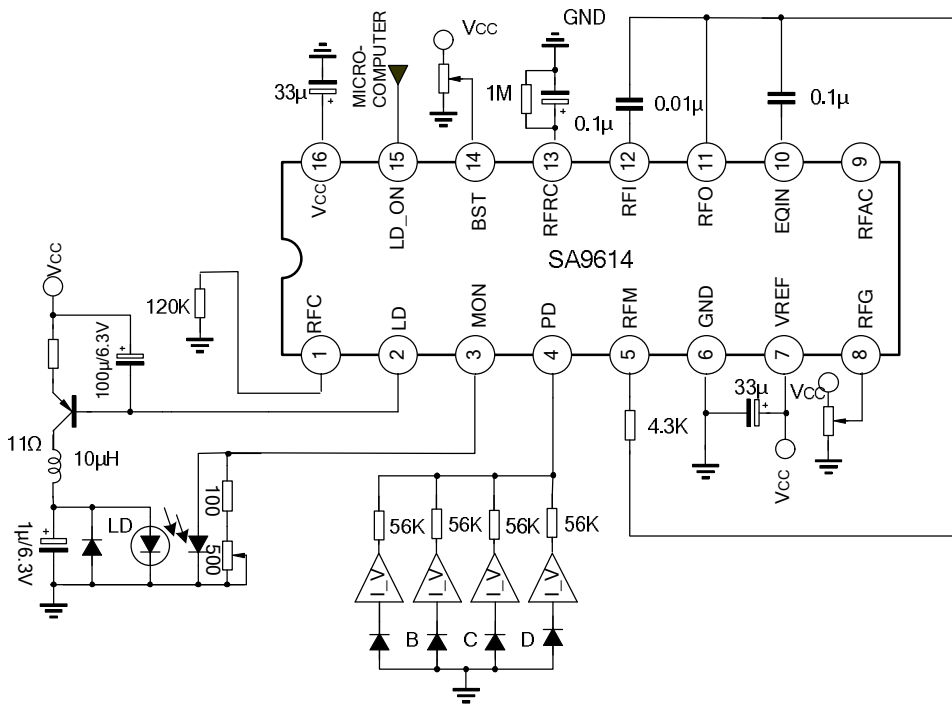 GND
VCC
MICRO-
COMPUTER
33μ
1M
0.1μ
0.01μ
0.1μ
16
15
14
13
12
11
10
9
VCC
LD_ON
BST
RFRC
RFI
RFO
EQIN
RFAC
SA9614
RFC
LD
MON
PD
RFM
GND
VREF
RFG
1
2
3
4
5
6
7
8
VCC
120K
100μ/6.3V
33μ
VCC
4.3K
VCC
11Ω
10μH
100
500
LD
1μ/6.3V
56K
56K
56K
56K
I_V
I_V
I_V
I_V
B
C
D